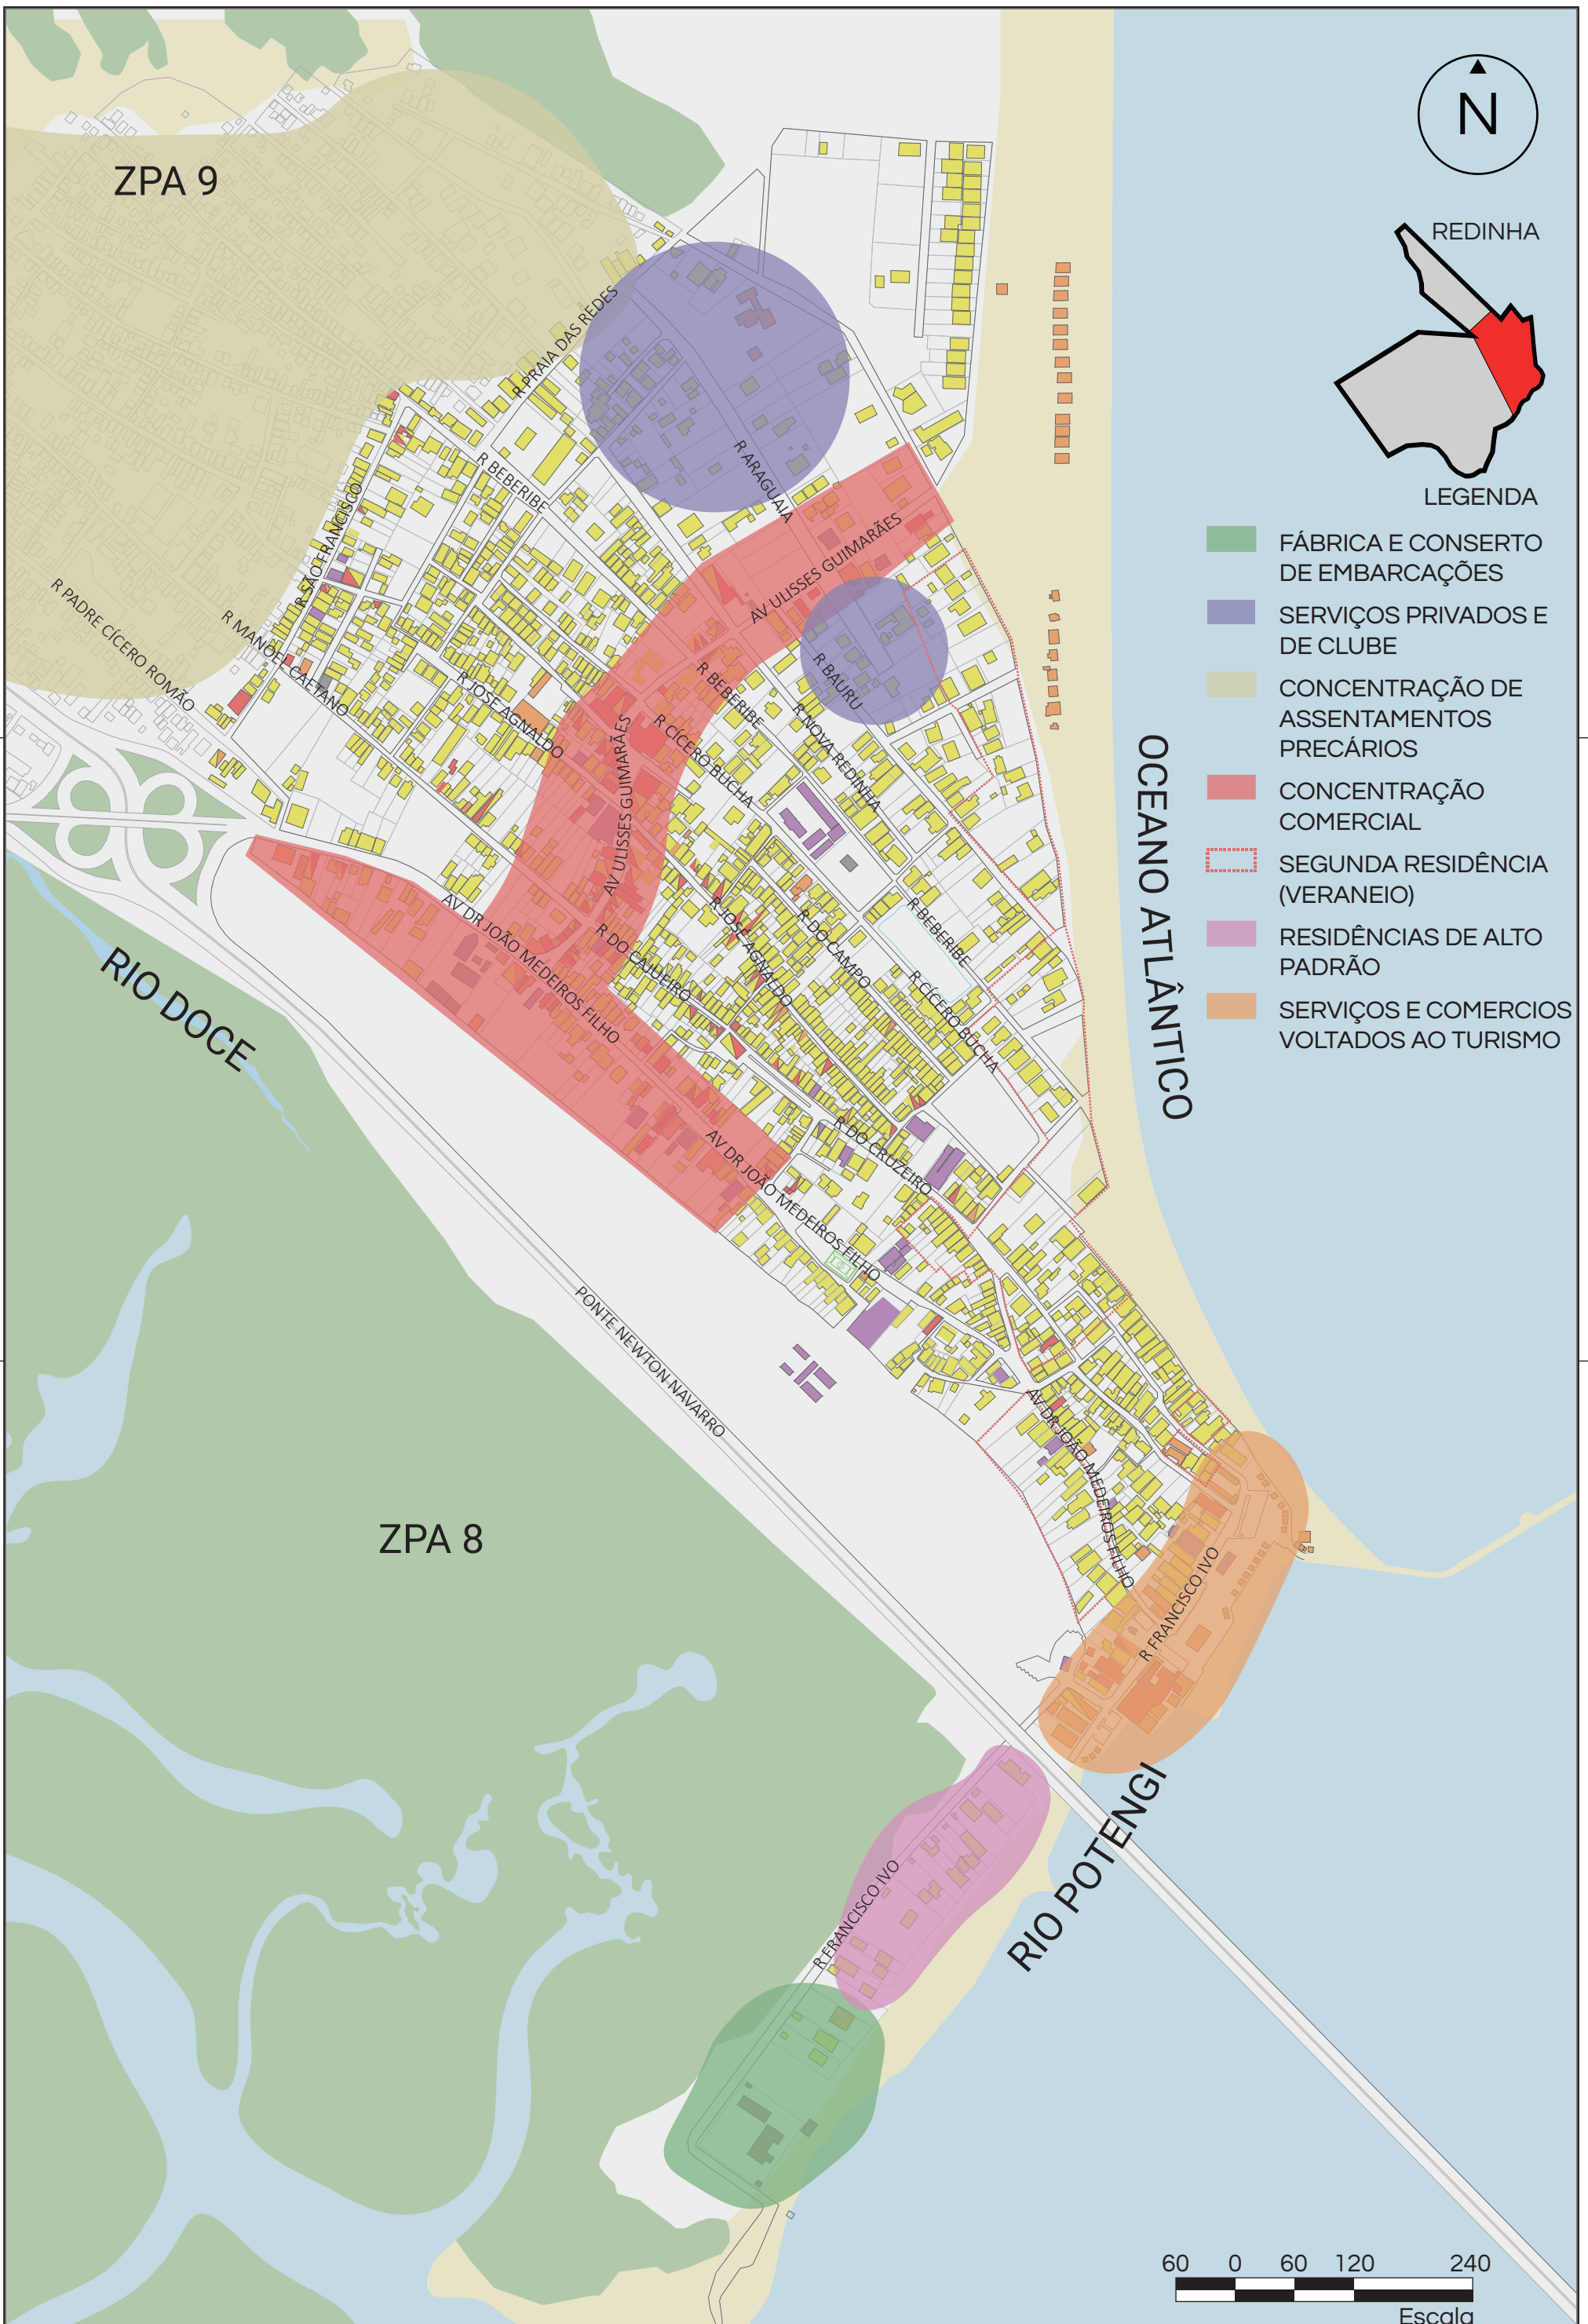 N
REDINHA
LEGENDA
FÁBRICA E CONSERTO
DE EMBARCAÇÕES
SERVIÇOS PRIVADOS E
DE CLUBE
CONCENTRAÇÃO DE
ASSENTAMENTOS
PRECÁRIOS
CONCENTRAÇÃO
COMERCIAL
SEGUNDA RESIDÊNCIA
(VERANEIO)
RESIDÊNCIAS DE ALTO
PADRÃO
SERVIÇOS E COMERCIOS
VOLTADOS AO TURISMO
ZPA 9
R PRAIA DAS REDES
R ARAGUAIA
R BEBERIBE
R SÃO FRANCISCO
AV ULISSES GUIMARÃES
R PADRE CÍCERO ROMÃO
R MANOEL CAETANO
R JOSE AGNALDO
R BEBERIBE
R BAURU
R NOVA REDINHA
R CÍCERO BUCHA
AV ULISSES GUIMARÃES
OCEANO ATLÂNTICO
AV DR JOÃO MEDEIROS FILHO
R DO CAJUEIRO
R JOSE AGNALDO
R DO CAMPO
R BEBERIBE
R CÍCERO BUCHA
RIO DOCE
AV DR JOÃO MEDEIROS FILHO
R DO CRUZEIRO
PONTE NEWTON NAVARRO
AV DR JOÃO MEDEIROS FILHO
ZPA 8
R FRANCISCO IVO
RIO POTENGI
R FRANCISCO IVO
60 0 60 120 240
Escala